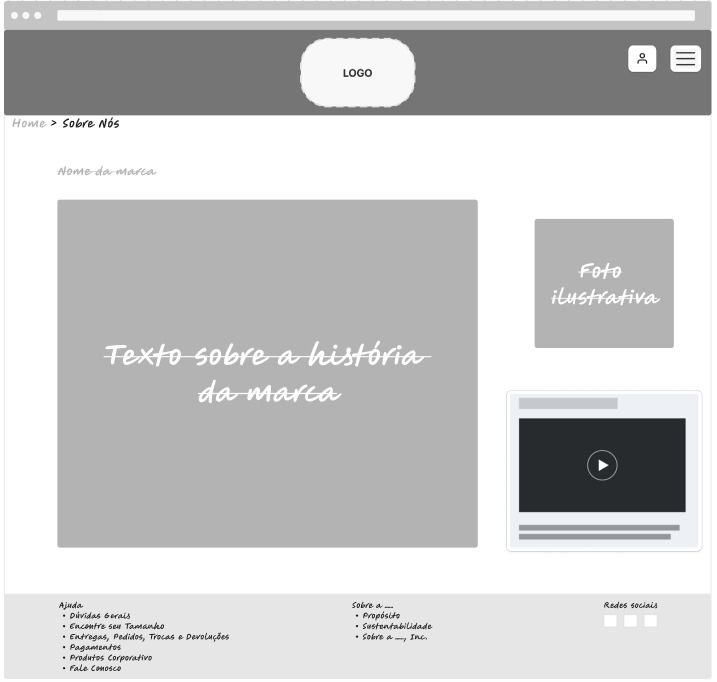 LOGO
Home > Sobre Nós
Nome da marca
Texto sobre a história
da marca
Foto
ilustrativa
Ajuda
• Dúvidas Gerais
• Encontre seu Tamanho
• Entregas, Pedidos, Trocas e Devoluções
• Pagamentos
• Produtos Corporativo
• Fale Conosco
Sobre a ....
• Propósito
• Sustentabilidade
• Sobre a ...., Inc.
Redes sociais